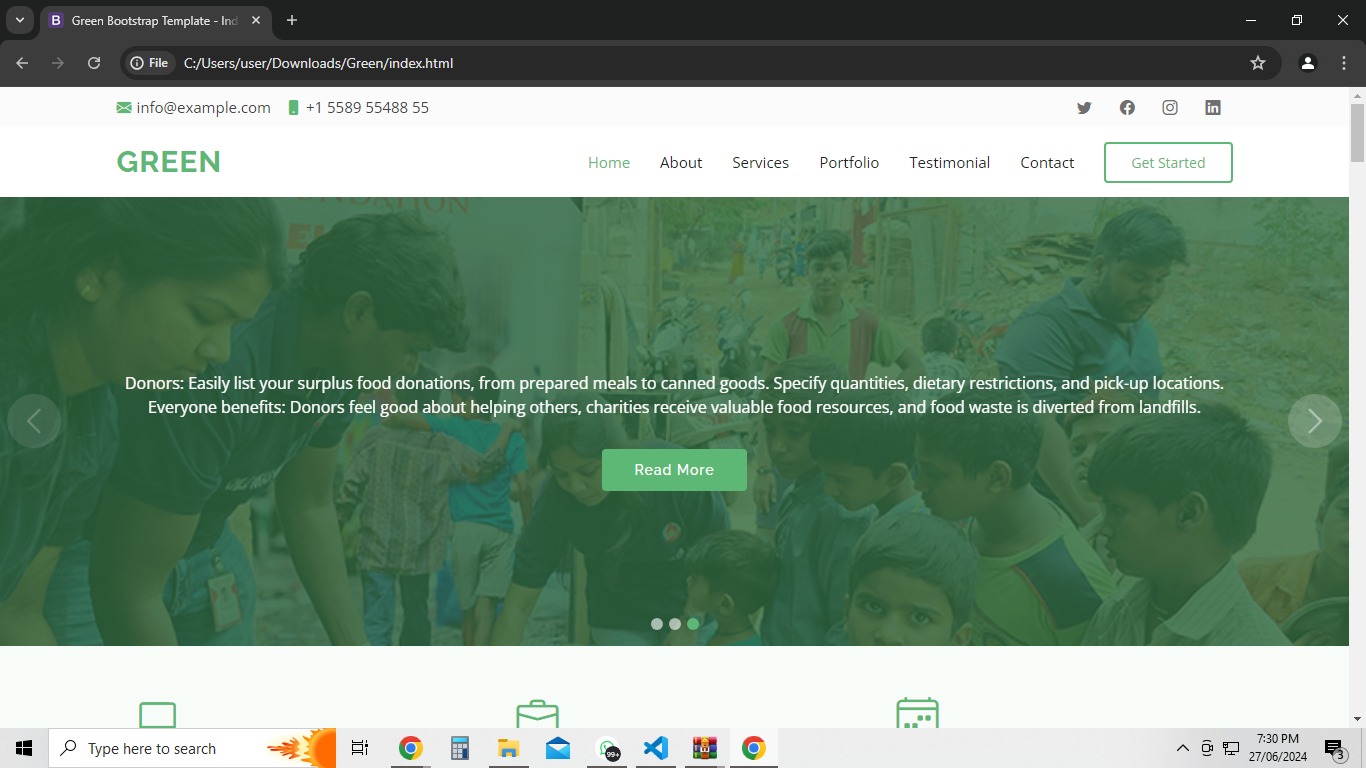 Green Bootstrap Template - Ind
File
C:/Users/user/Downloads/Green/index.html
info@example.com
+1 5589 55488 55
GREEN
Home
About
Services
Portfolio
Testimonial
Contact
Get Started
Donors: Easily list your surplus food donations, from prepared meals to canned goods. Specify quantities, dietary restrictions, and pick-up locations.
Everyone benefits: Donors feel good about helping others, charities receive valuable food resources, and food waste is diverted from landfills.
Read More
Type here to search
99+
7:30 PM
27/06/2024
3